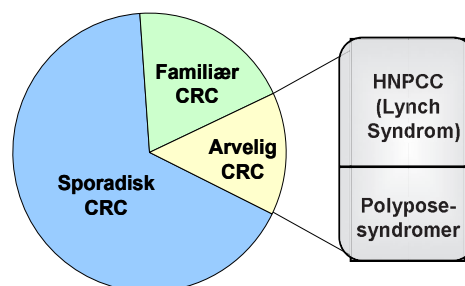 Familiær
CRC
Arvelig
CRC
Sporadisk
CRC
HNPCC
(Lynch
Syndrom)
Polypose-
syndromer